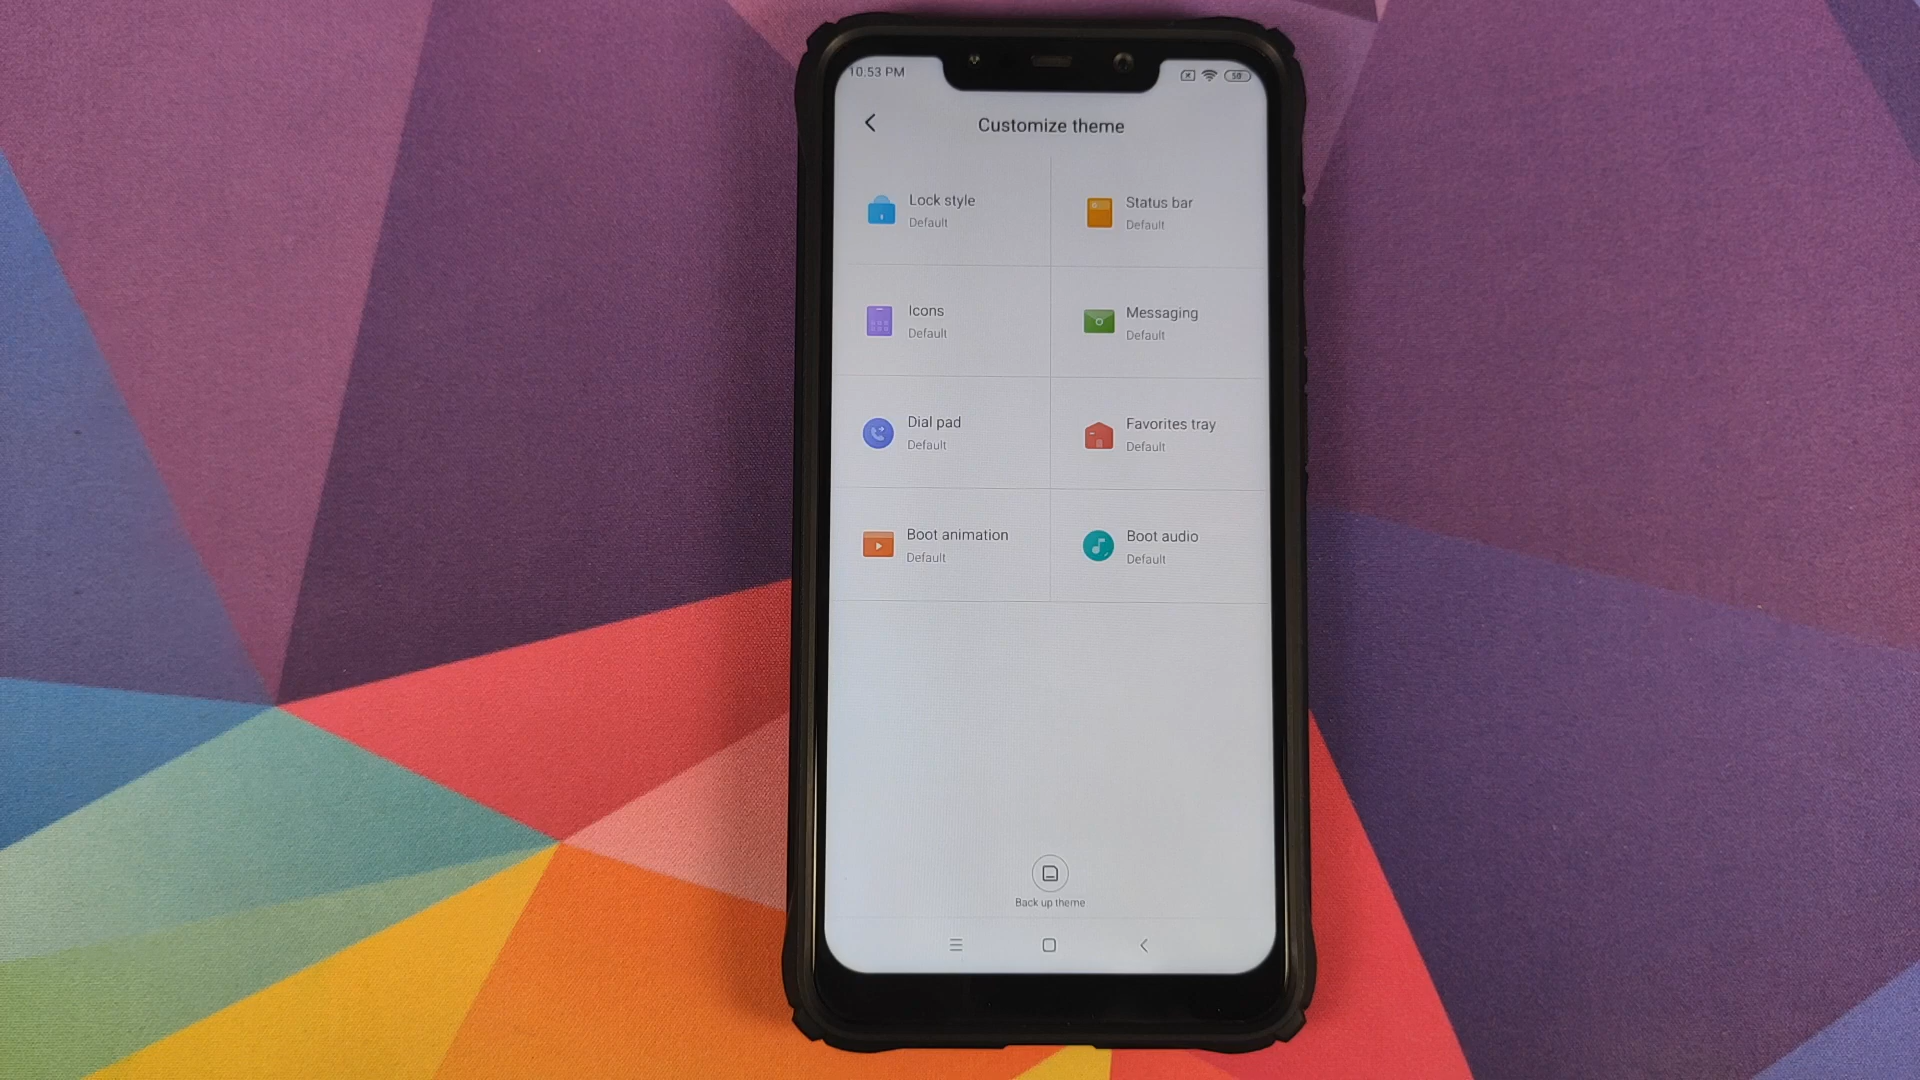 10:53 PM
50
Customize theme
Lock style
Default
Status bar
Default
Icons
Default
Messaging
Default
Dial pad
Default
Favorites tray
Default
Boot animation
Default
Boot audio
Default
Back up theme